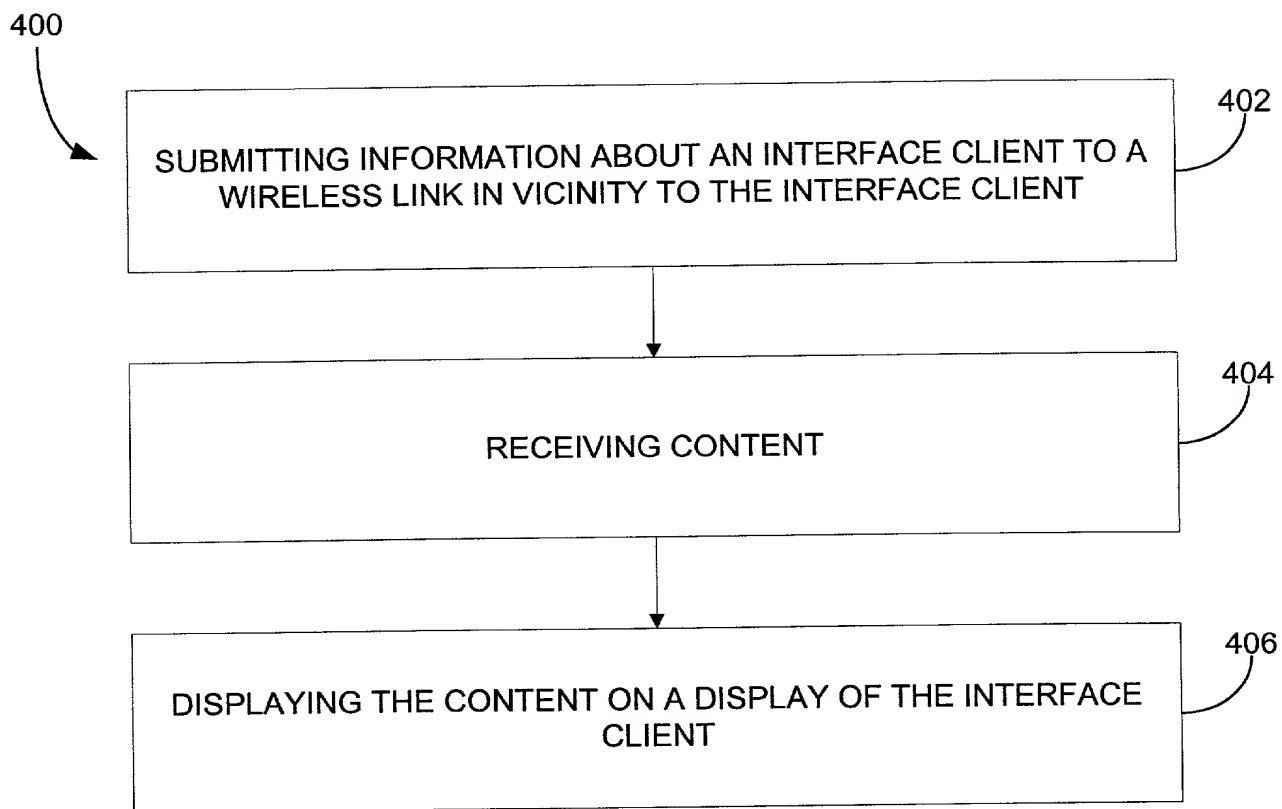 400
402
SUBMITTING INFORMATION ABOUT AN INTERFACE CLIENT TO A
WIRELESS LINK IN VICINITY TO THE INTERFACE CLIENT
404
RECEIVING CONTENT
406
DISPLAYING THE CONTENT ON A DISPLAY OF THE INTERFACE
CLIENT